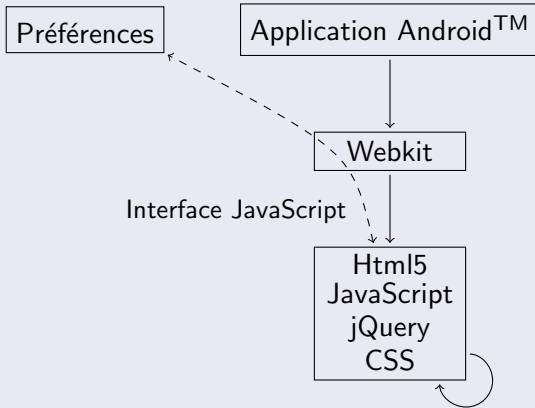 Préférences
Application Android™
Webkit
Interface JavaScript
Html5
JavaScript
jQuery
CSS